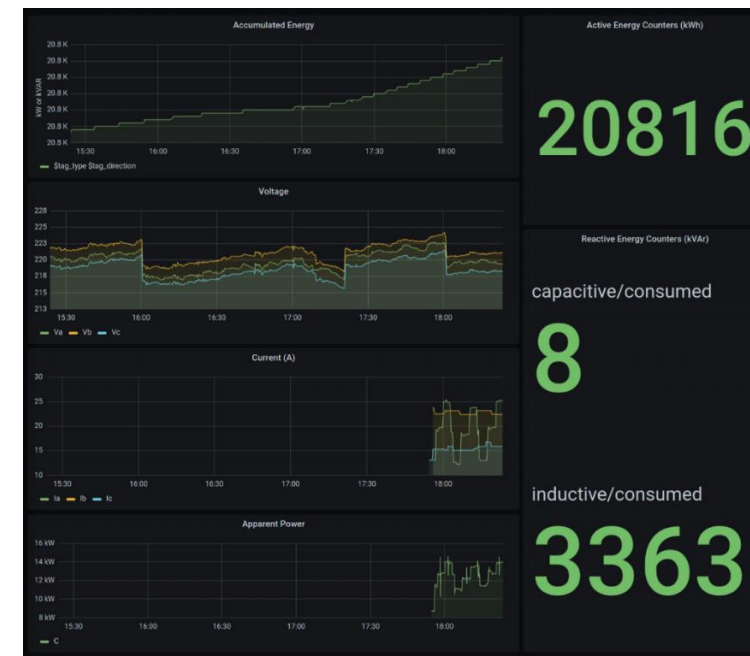 Accumulated Energy
20.8 K
20.8 K
20.8 K
20.8 K
20.8 K
20.8 K
20.8 K
kW or kVAR
15:30 16:00 16:30 17:00 17:30 18:00
$tag_type $tag_direction
Voltage
228
225
223
220
218
215
213
15:30 16:00 16:30 17:00 17:30 18:00
Va Vb Vc
Current (A)
30
25
20
15
10
15:30 16:00 16:30 17:00 17:30 18:00
Ia Ib Ic
Apparent Power
16 kW
14 kW
12 kW
10 kW
8 kW
15:30 16:00 16:30 17:00 17:30 18:00
C
Active Energy Counters (kWh)
20816
Reactive Energy Counters (kVAr)
capacitive/consumed
8
inductive/consumed
3363